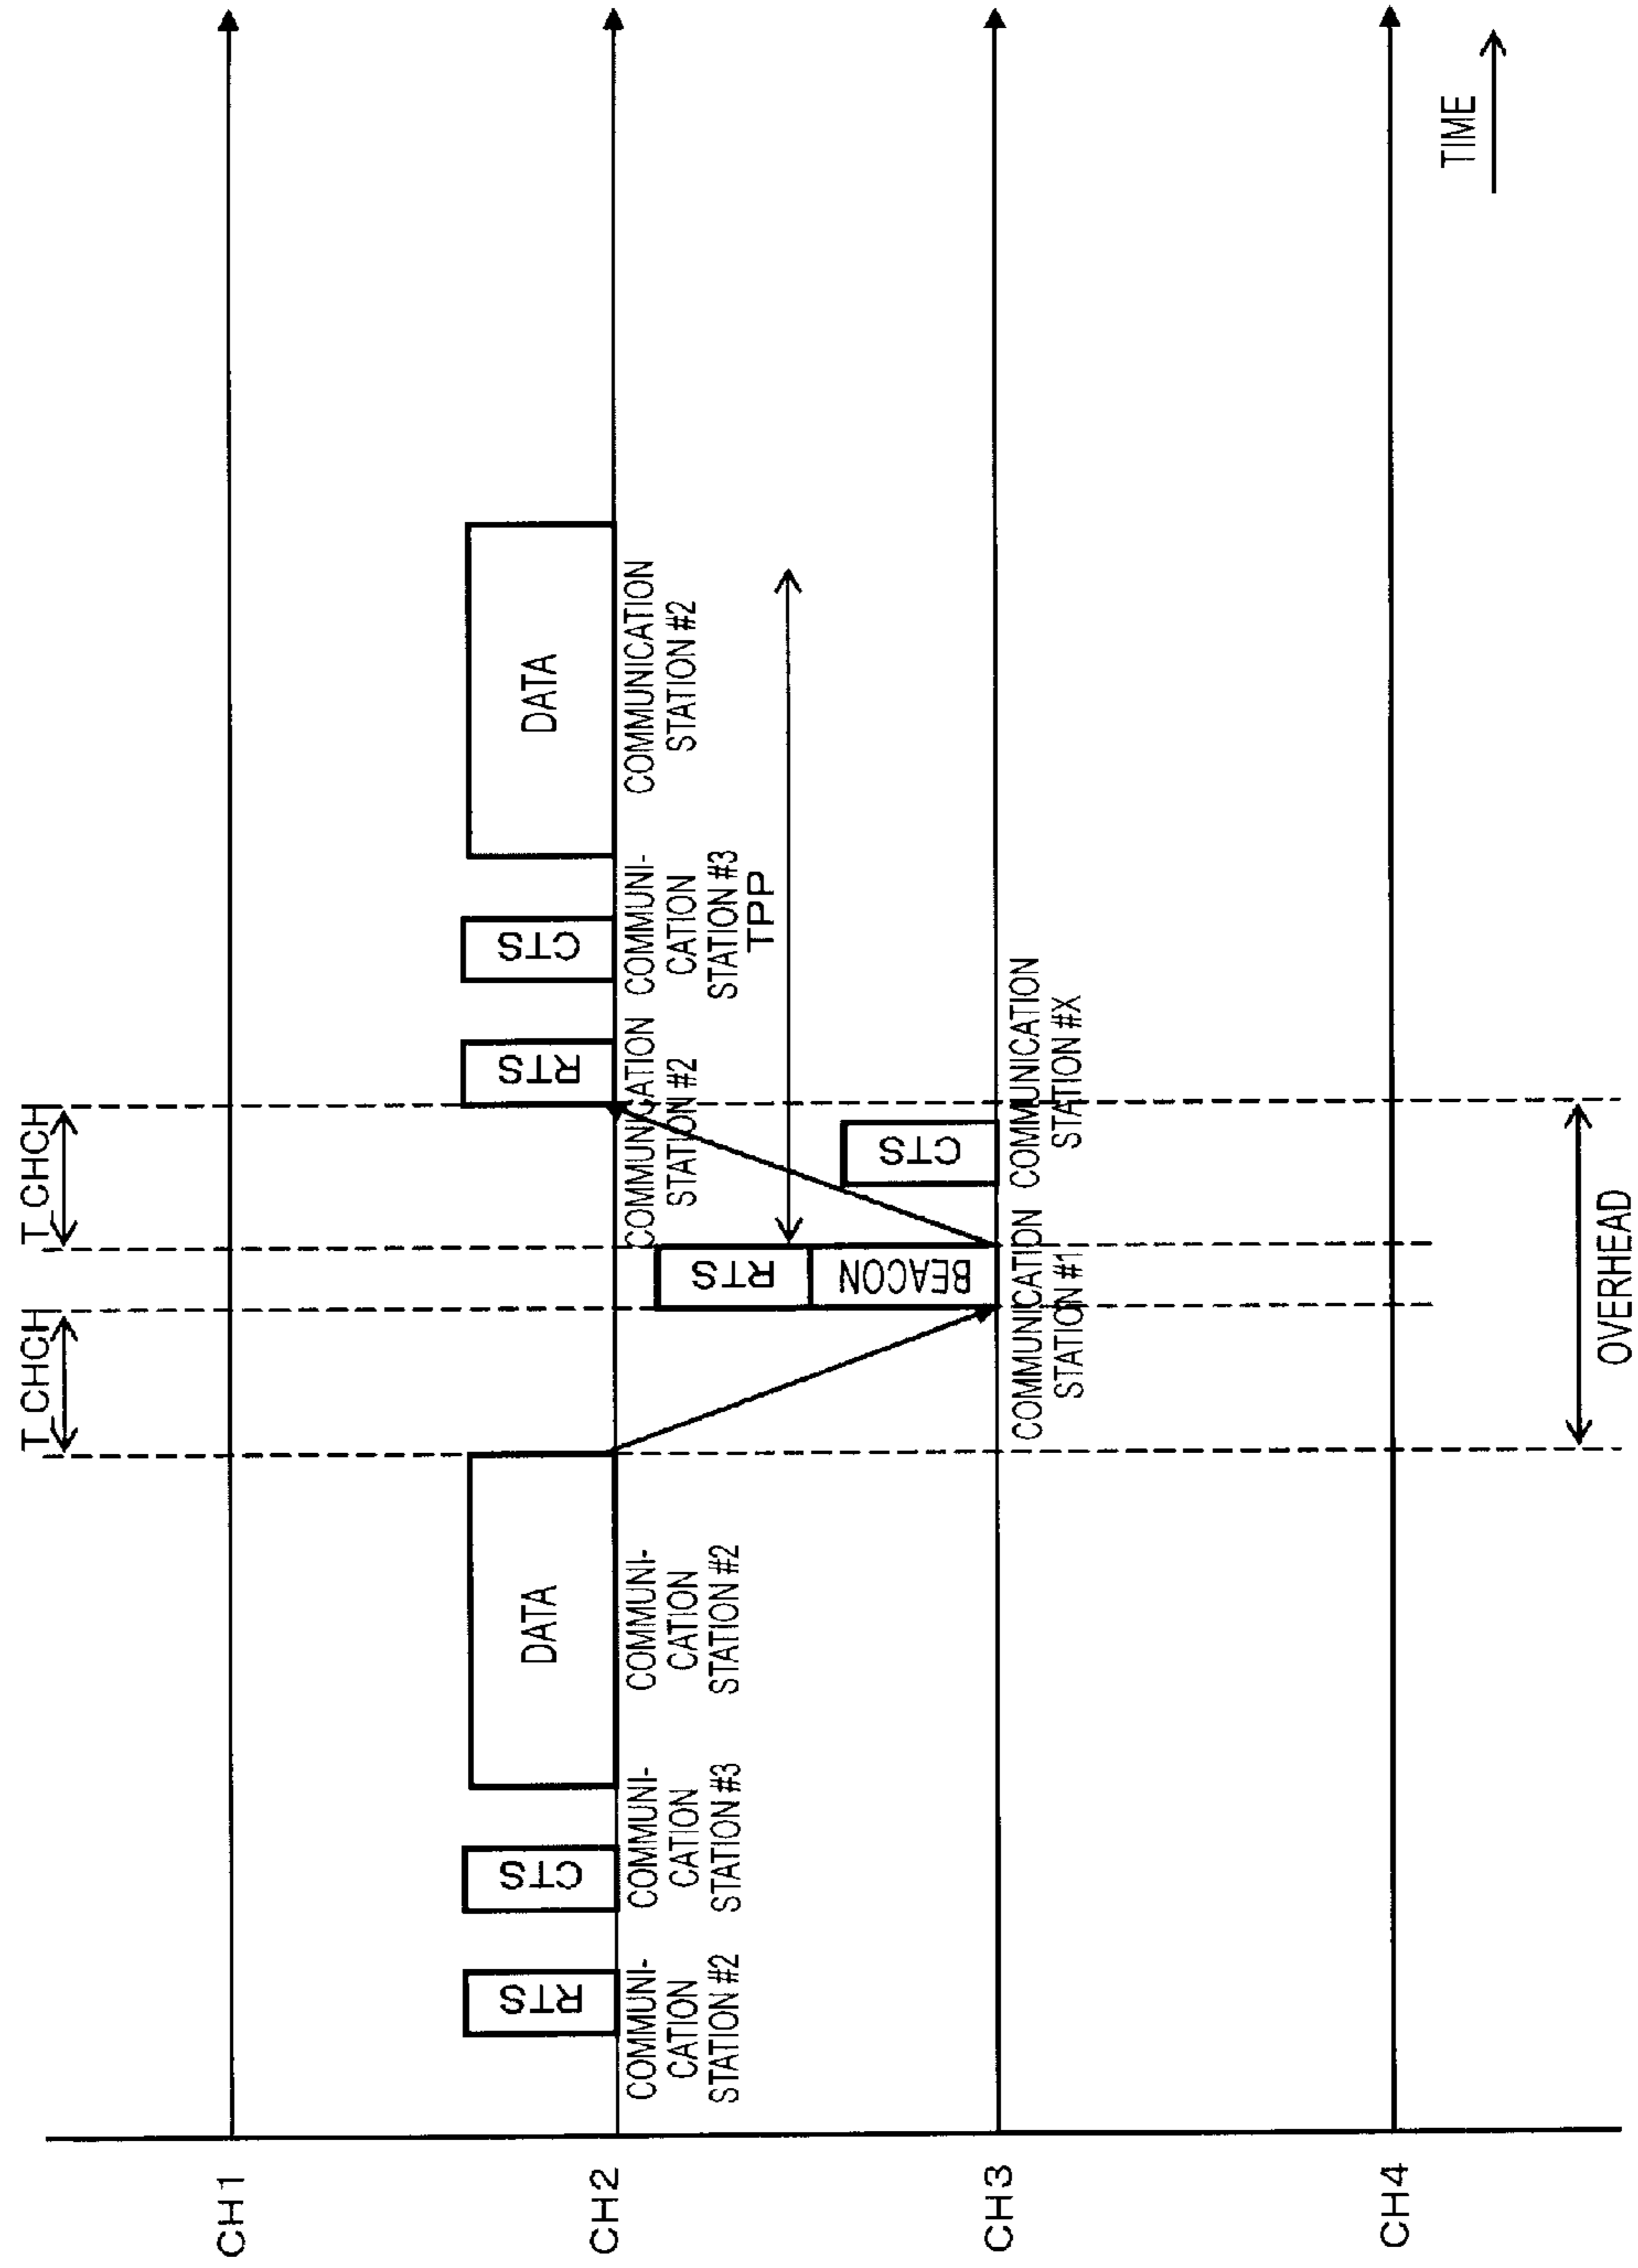 T_CHCH
T_CHCH
CH1
RTS
CTS
DATA
DATA
RTS
CTS
DATA
CH2
COMMUNI-
CATION
STATION #2
COMMUNI-
CATION
STATION #3
COMMUNI-
CATION
STATION #2
COMMUNICATION
STATION #2
COMMUNI-
CATION
STATION #3
COMMUNICATION
STATION #2
TPP
RTS
BEACON
CTS
CH3
COMMUNICATION
STATION #1
COMMUNICATION
STATION #X
CH4
TIME
OVERHEAD